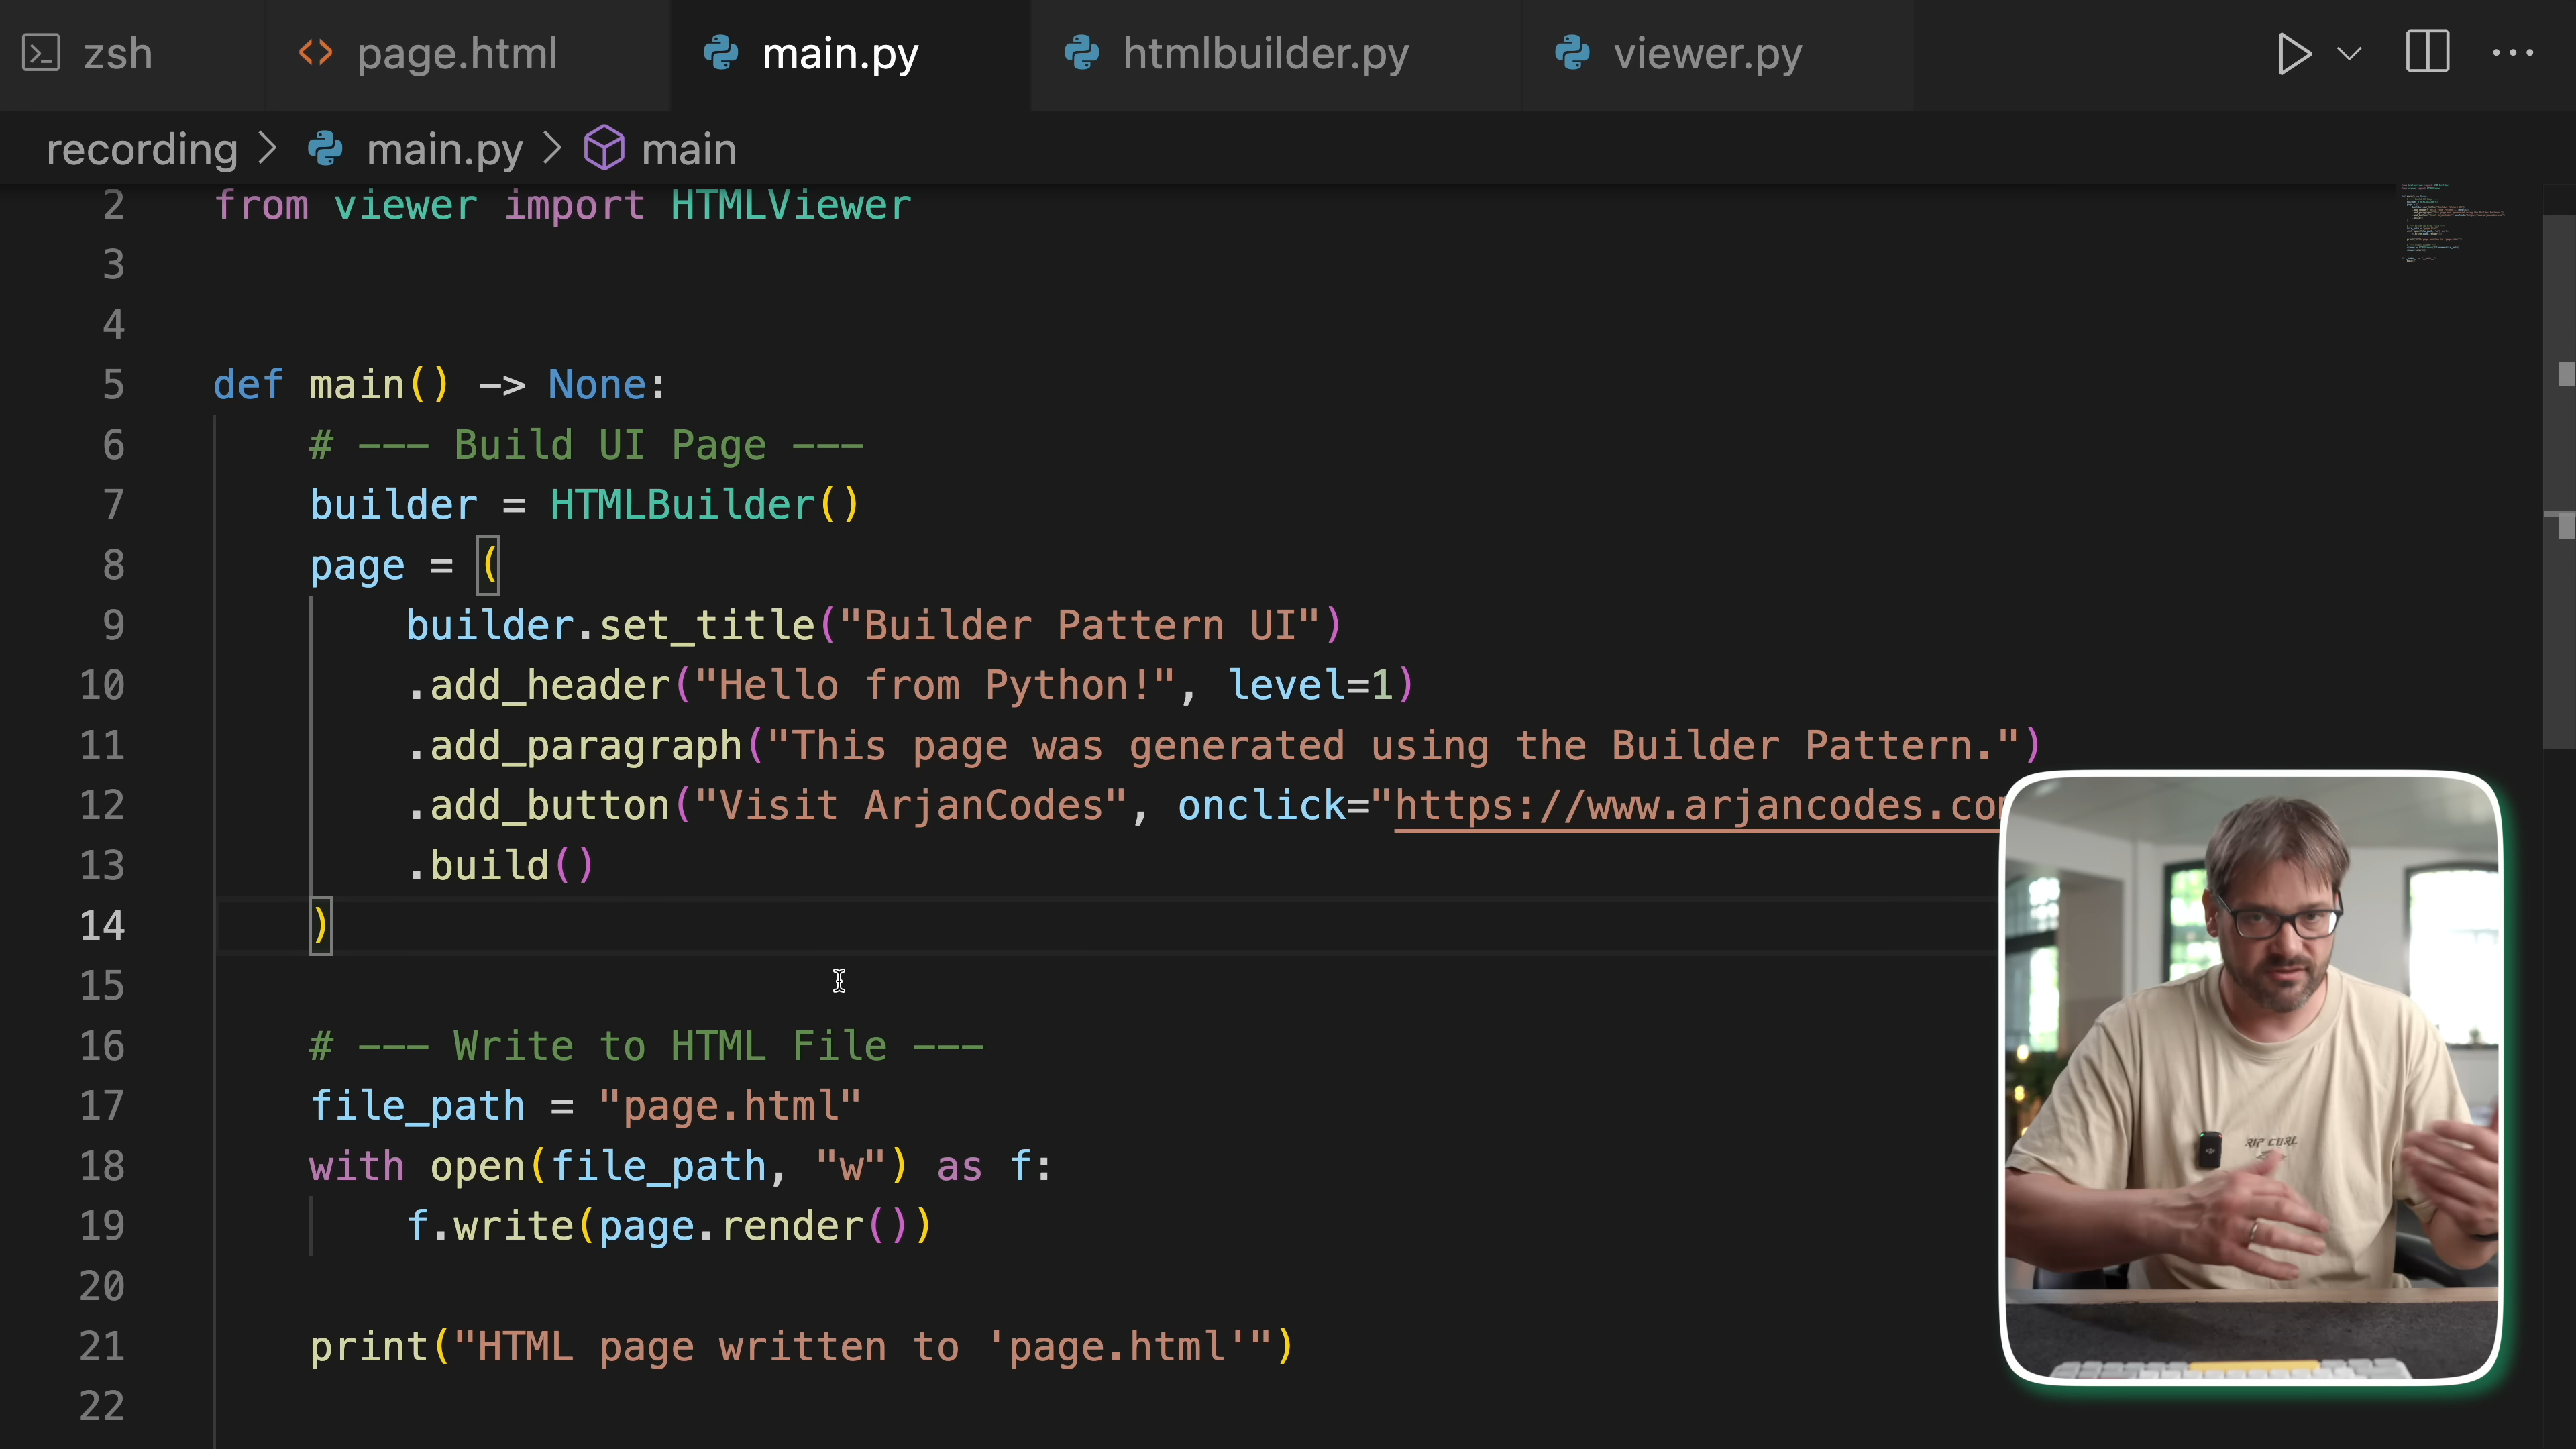 zsh
page.html
main.py
htmlbuilder.py
viewer.py
recording > main.py > main
2 from viewer import HTMLViewer
3
4
5 def main() -> None:
6 # --- Build UI Page ---
7 builder = HTMLBuilder()
8 page = (
9 builder.set_title("Builder Pattern UI")
10 .add_header("Hello from Python!", level=1)
11 .add_paragraph("This page was generated using the Builder Pattern.")
12 .add_button("Visit ArjanCodes", onclick="https://www.arjancodes.co
13 .build()
14 )
15
16 # --- Write to HTML File ---
17 file_path = "page.html"
18 with open(file_path, "w") as f:
19 f.write(page.render())
20
21 print("HTML page written to 'page.html'")
22
RIP CURL